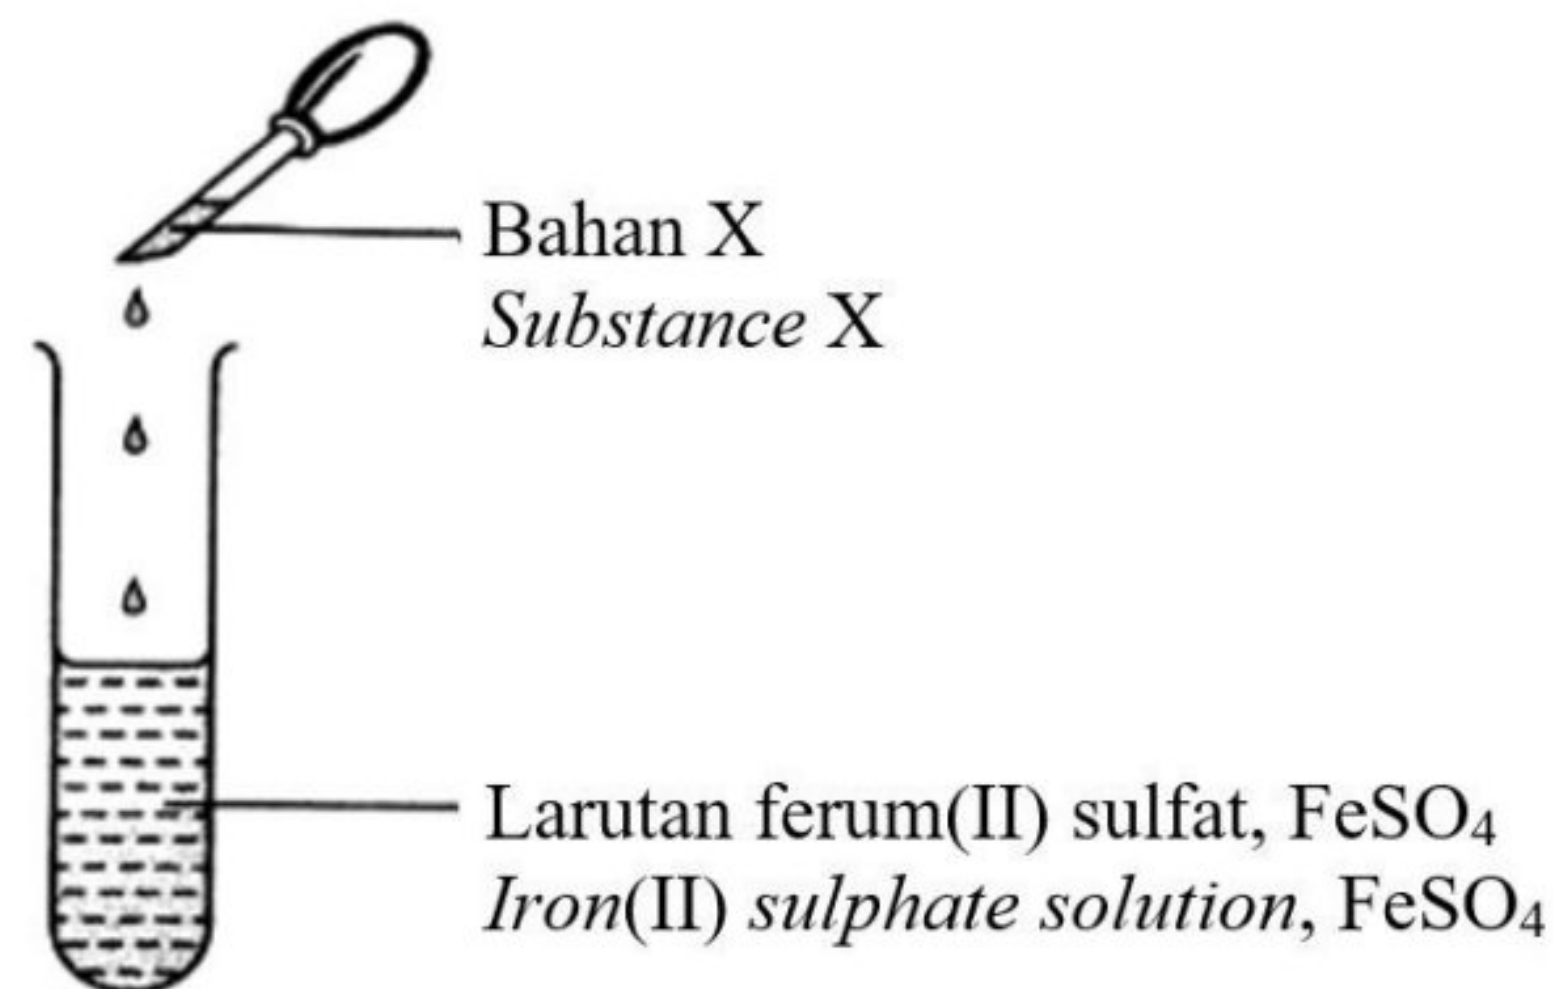 Bahan X
Substance X
Larutan ferum(II) sulfat, FeSO₄
Iron(II) sulphate solution, FeSO₄